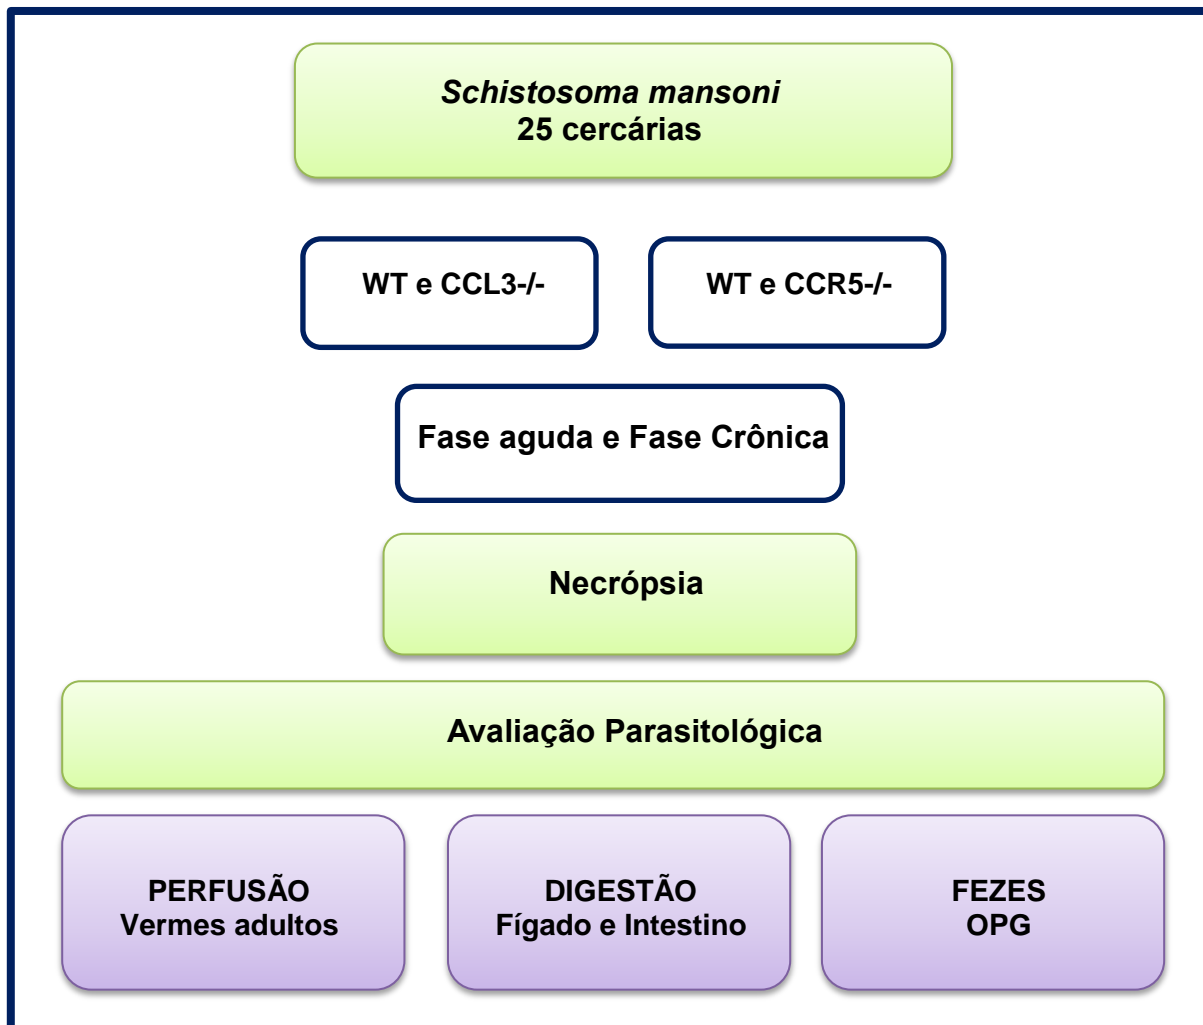 Schistosoma mansoni
25 cercárias
WT e CCL3-/-
WT e CCR5-/-
Fase aguda e Fase Crônica
Necrópsia
Avaliação Parasitológica
PERFUSÃO
Vermes adultos
DIGESTÃO
Fígado e Intestino
FEZES
OPG